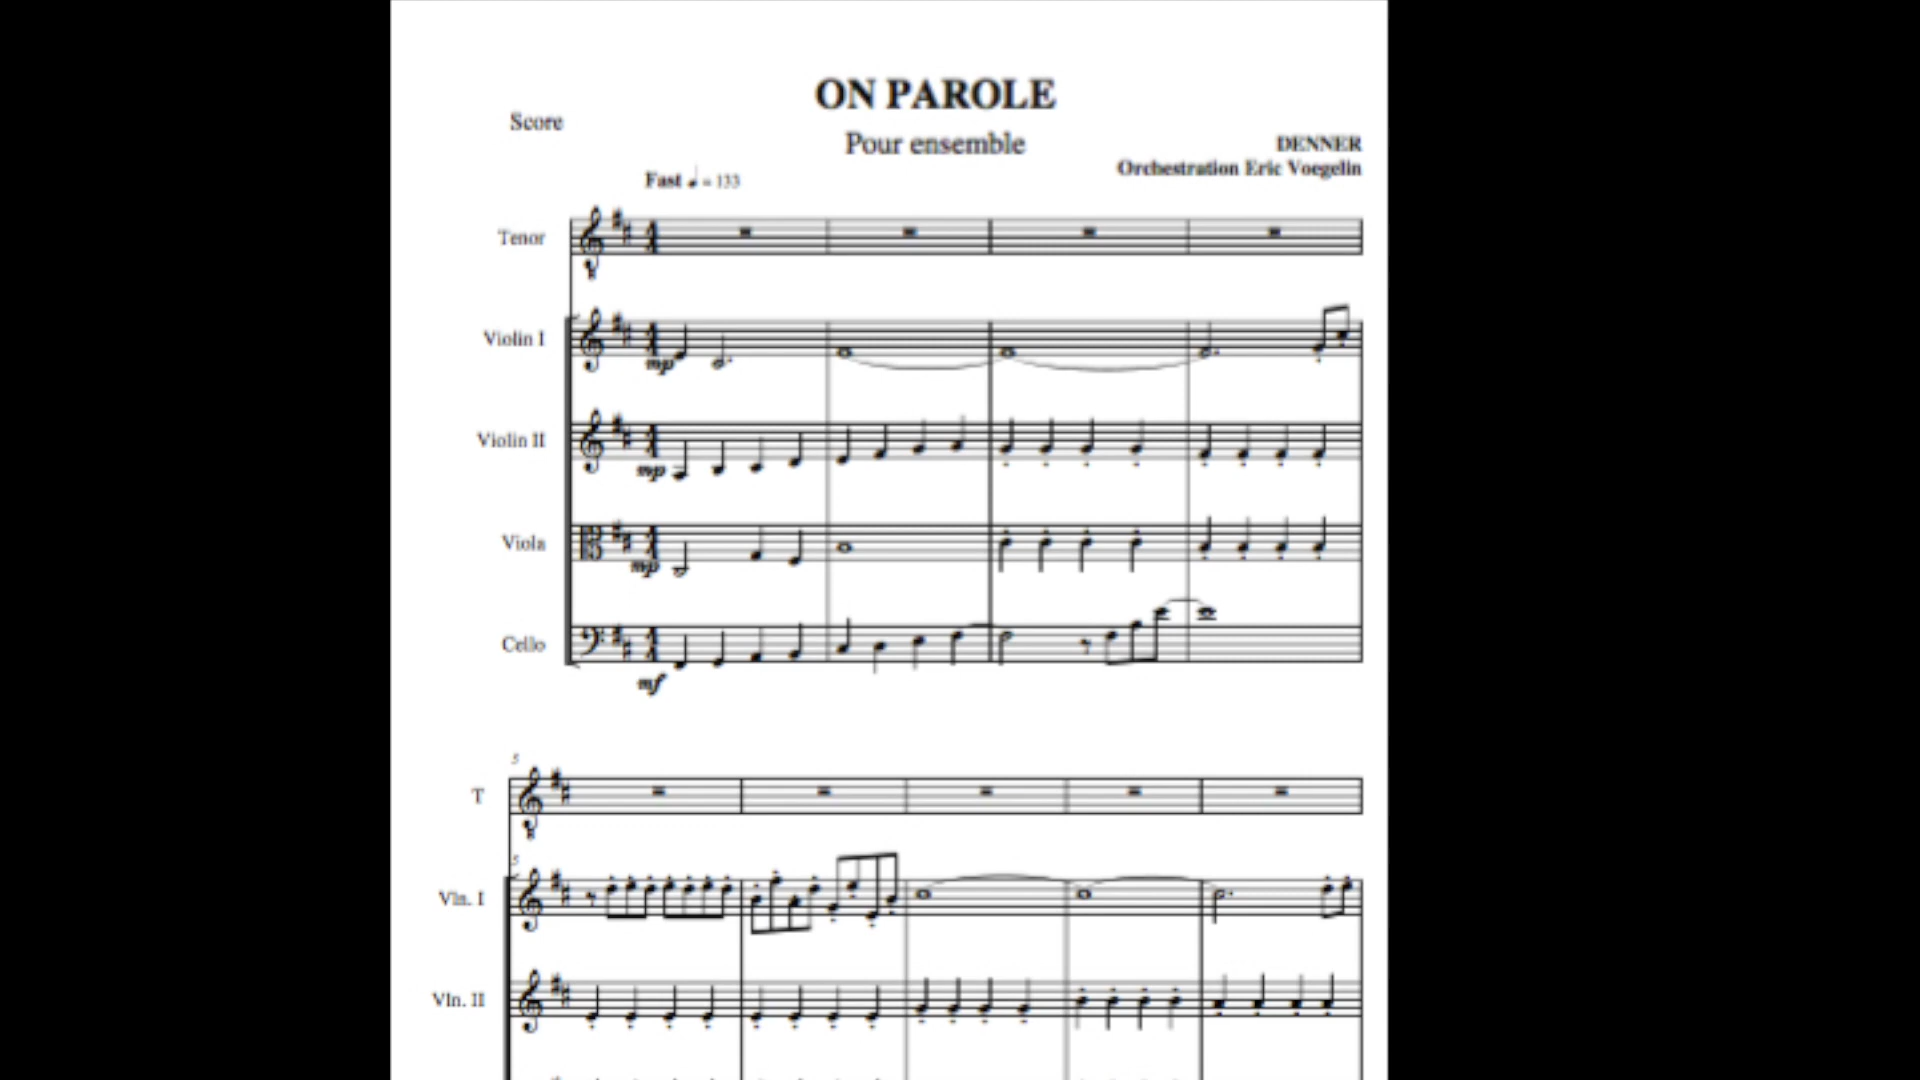 ON PAROLE
Score
Pour ensemble
DENNER
Orchestration Eric Voegelin
Fast ♩ = 133
Tenor
Violin I
mp
Violin II
mp
Viola
mp
Cello
mf
5
T
5
Vln. I
Vln. II